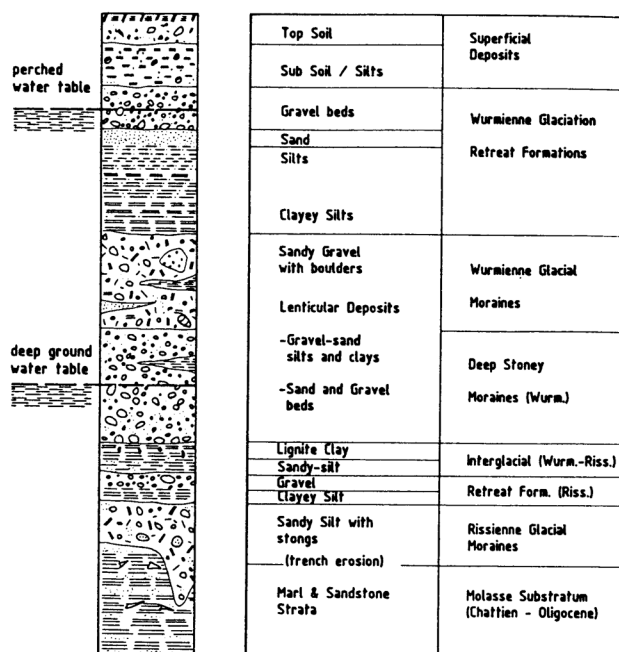 perched
water table
deep ground
water table
Top Soil
Sub Soil / Silts
Gravel beds
Sand
Silts
Clayey Silts
Sandy Gravel
with boulders
Lenticular Deposits
-Gravel-sand
silts and clays
-Sand and Gravel
beds
Lignite Clay
Sandy-silt
Gravel
Clayey Silt
Sandy Silt with
stongs
(trench erosion)
Marl & Sandstone
Strata
Superficial
Deposits
Wurmienne Glaciation
Retreat Formations
Wurmienne Glacial
Moraines
Deep Stoney
Moraines (Wurm.)
Interglacial (Wurm.-Riss.)
Retreat Form. (Riss.)
Rissienne Glacial
Moraines
Molasse Substratum
(Chattien - Oligocene)